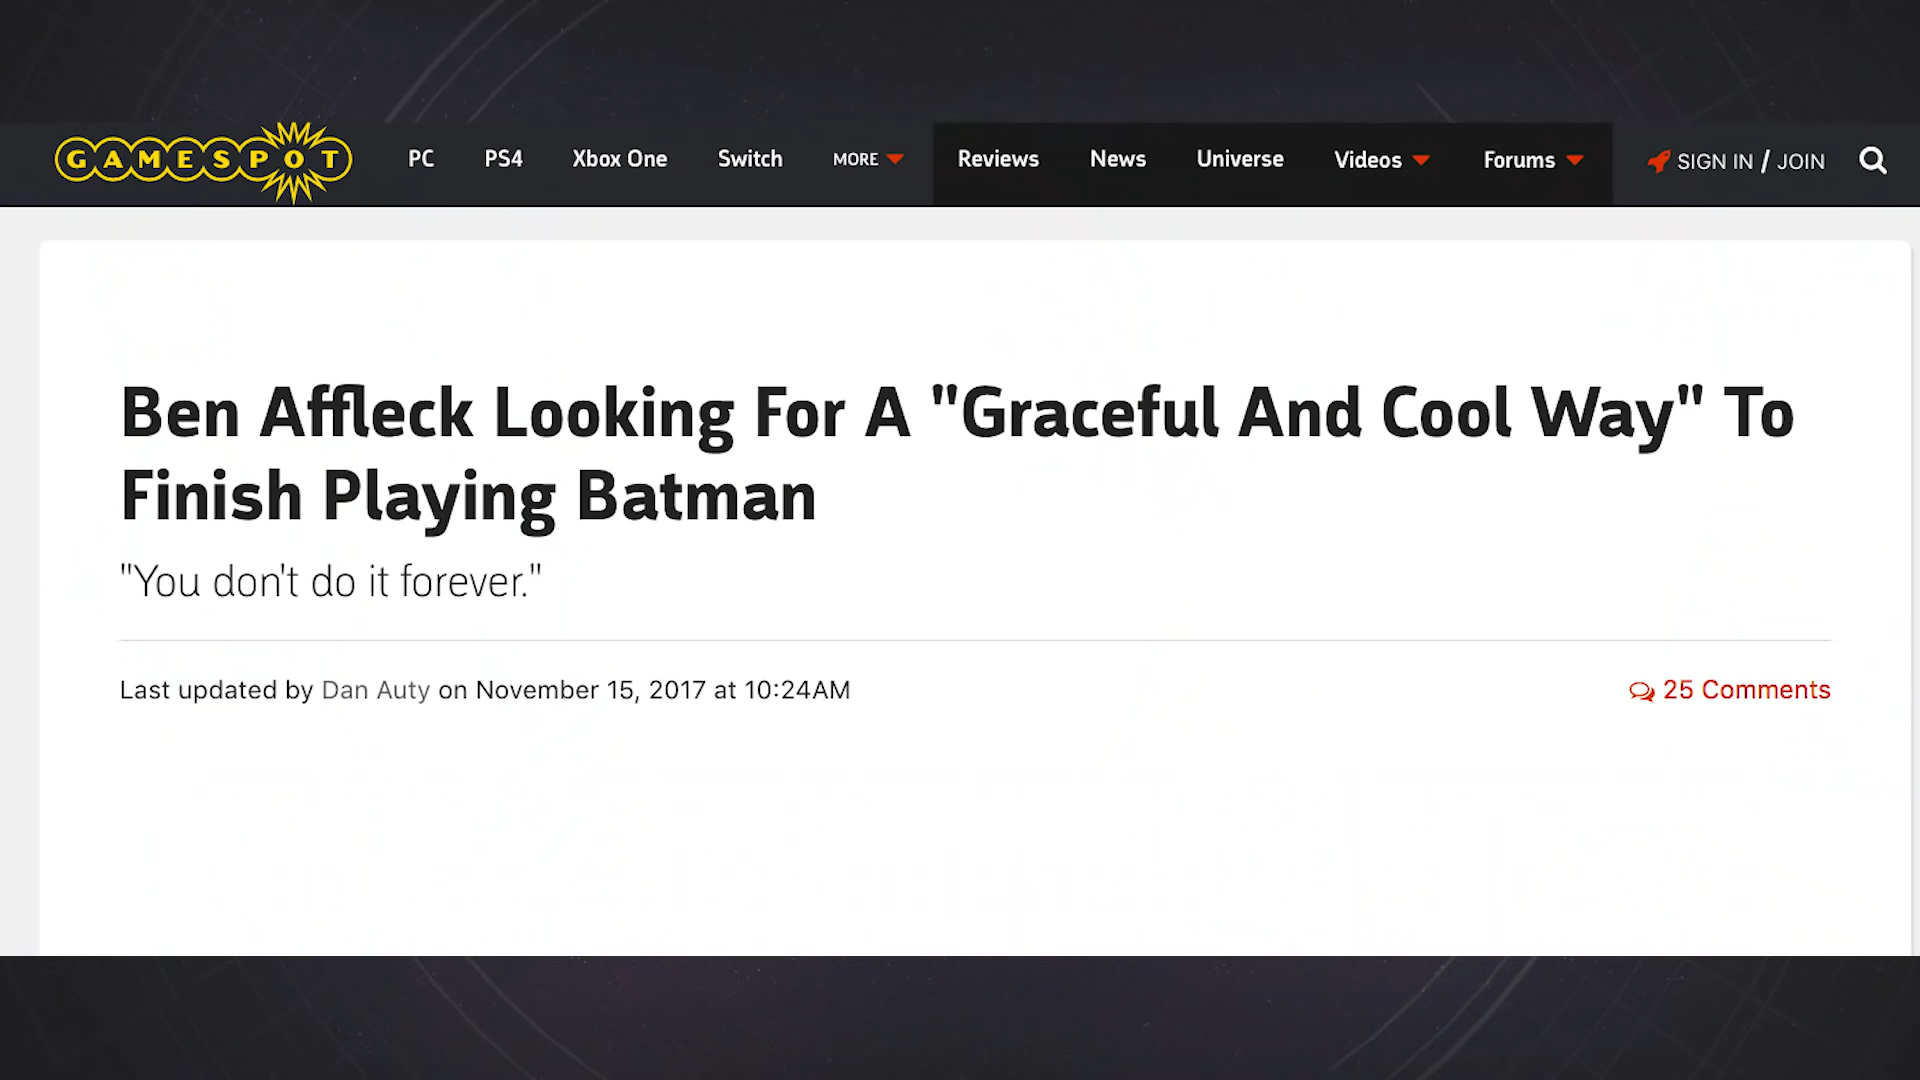 GAMESPOT PC PS4 Xbox One Switch MORE Reviews News Universe Videos Forums SIGN IN / JOIN
Ben Affleck Looking For A "Graceful And Cool Way" To
Finish Playing Batman
"You don't do it forever."
Last updated by Dan Auty on November 15, 2017 at 10:24AM 25 Comments